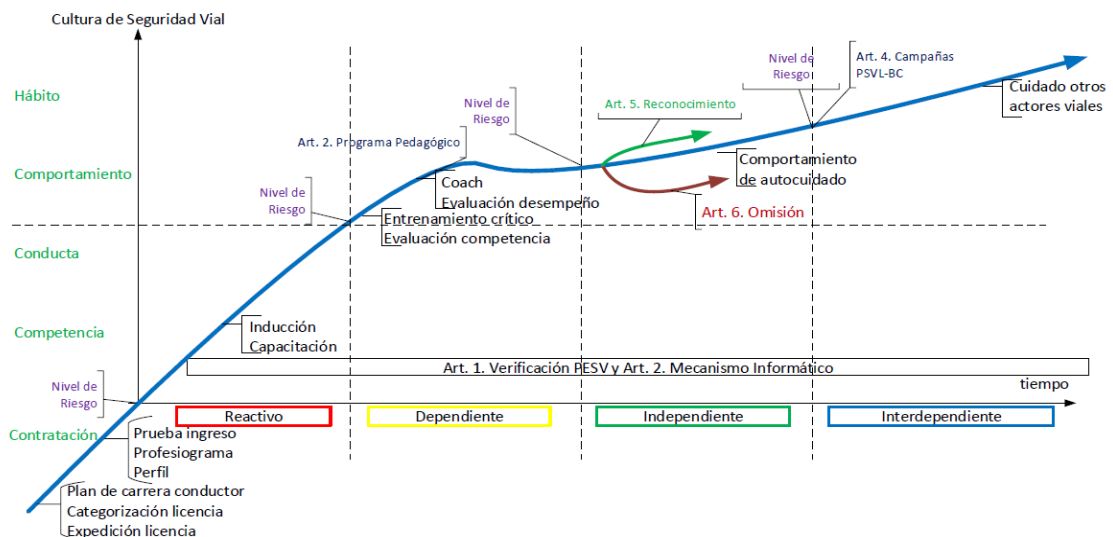 Cultura de Seguridad Vial
Hábito
Comportamiento
Conducta
Competencia
Contratación
Nivel de
Riesgo
Plan de carrera conductor
Categorización licencia
Expedición licencia
Prueba ingreso
Profesiograma
Perfil
Inducción
Capacitación
Nivel de
Riesgo
Entrenamiento crítico
Evaluación competencia
Art. 2. Programa Pedagógico
Coach
Evaluación desempeño
Nivel de
Riesgo
Art. 5. Reconocimiento
Art. 6. Omisión
Comportamiento
de autocuidado
Nivel de
Riesgo
Art. 4. Campañas
PSVL-BC
Cuidado otros
actores viales
Art. 1. Verificación PESV y Art. 2. Mecanismo Informático
tiempo
Reactivo
Dependiente
Independiente
Interdependiente